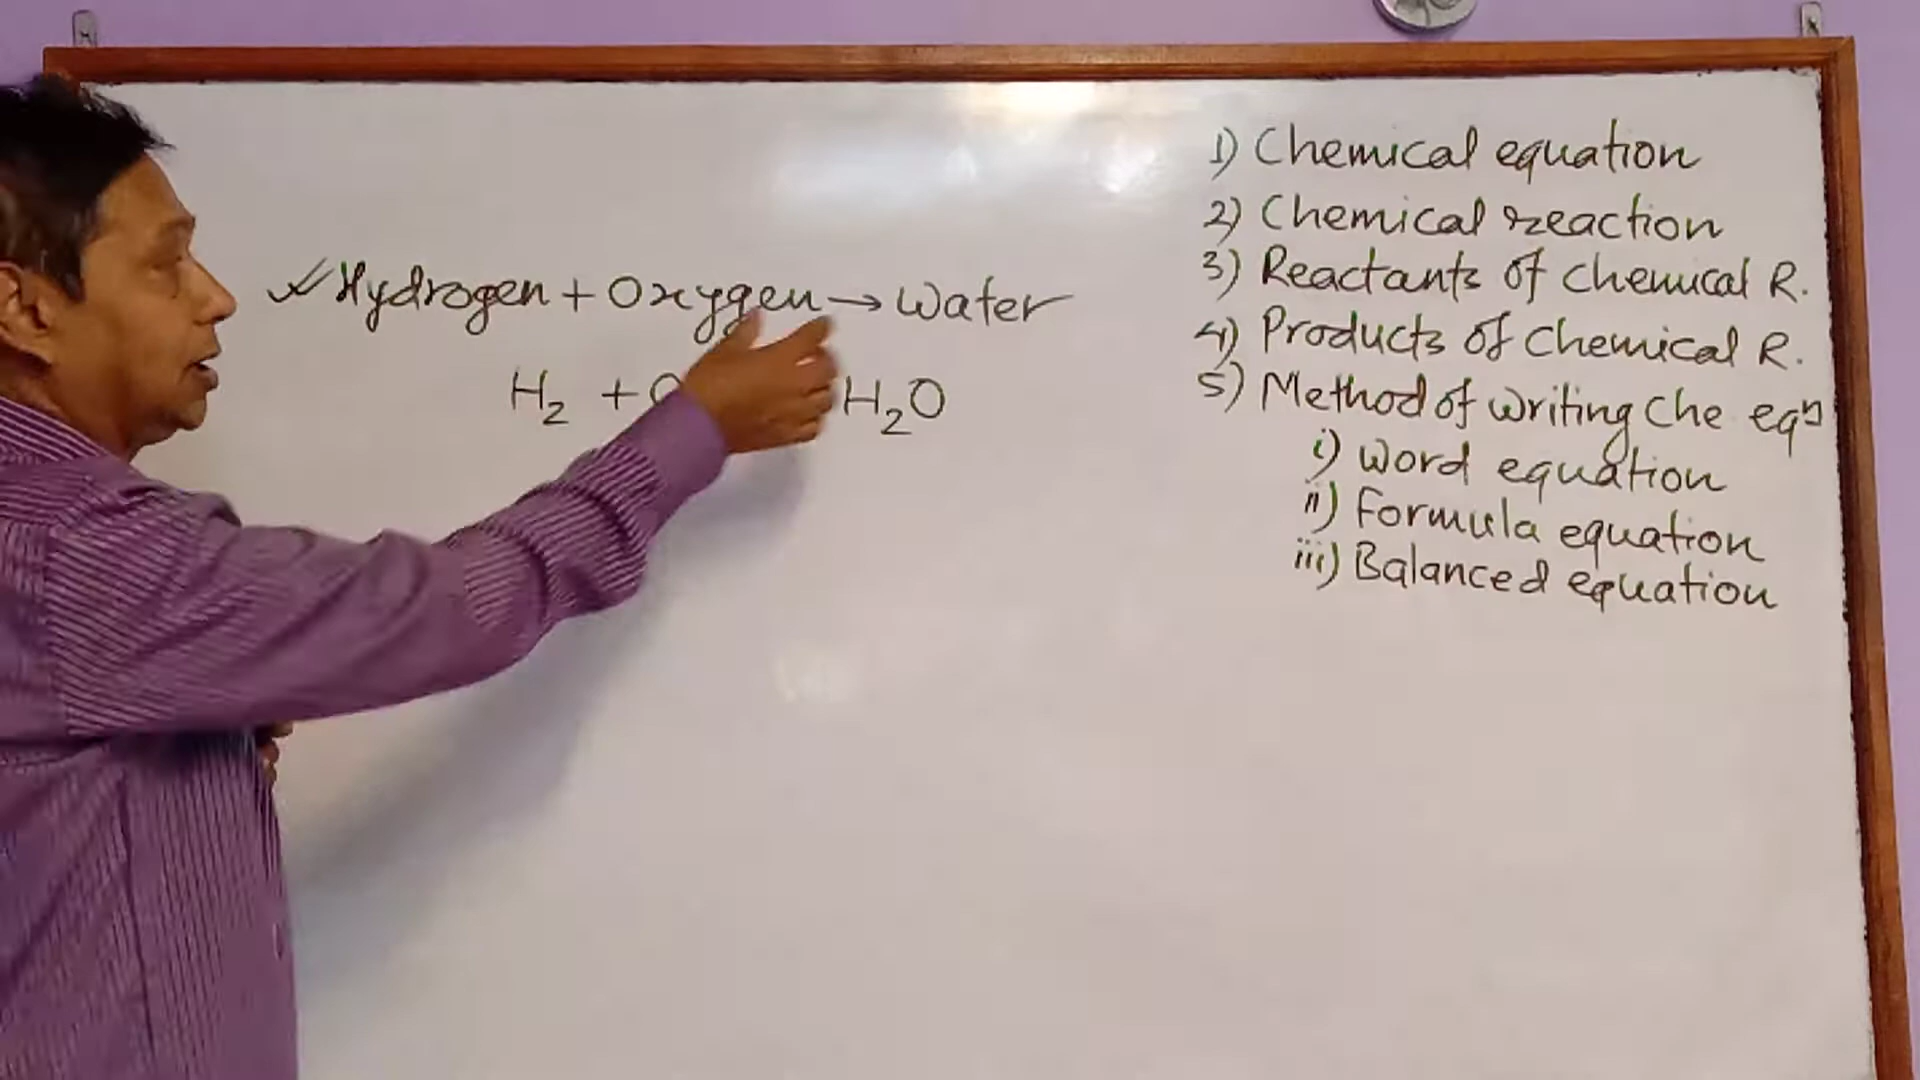 Hydrogen + Oxygen → Water
H₂ + H₂O
1) Chemical equation
2) Chemical reaction
3) Reactants of Chemical R.
4) Products of Chemical R.
5) Method of Writing Che eqⁿ
i) Word equation
ii) Formula equation
iii) Balanced equation